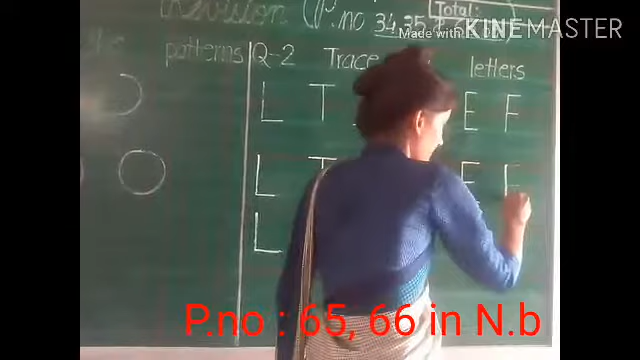 Revision (P.no 34,35
Total:
Made with KINEMASTER
patterns Q-2 Trace letters
L T E F
L T E F
L
P.no : 65, 66 in N.b